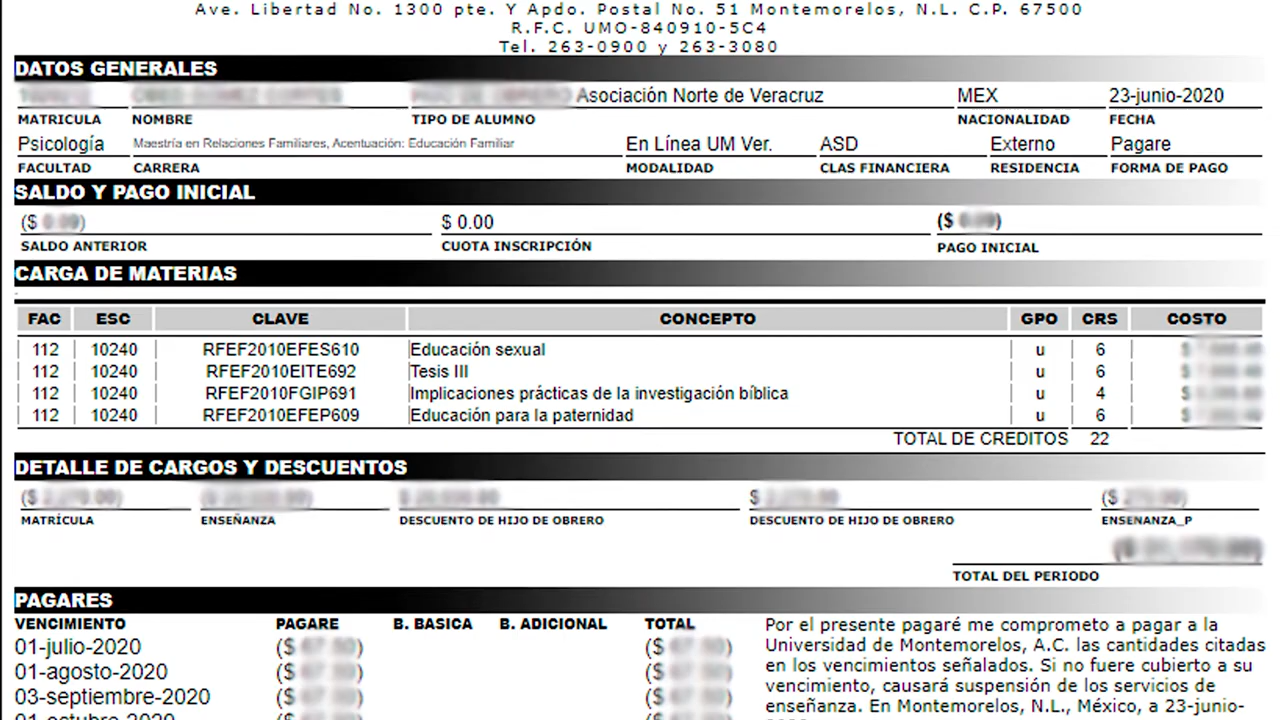 Ave. Libertad No. 1300 pte. Y Apdo. Postal No. 51 Montemorelos, N.L. C.P. 67500
R.F.C. UMO-840910-5C4
Tel. 263-0900 y 263-3080
DATOS GENERALES
Asociación Norte de Veracruz MEX 23-junio-2020
MATRICULA NOMBRE TIPO DE ALUMNO NACIONALIDAD FECHA
Psicología Maestría en Relaciones Familiares, Acentuación: Educación Familiar En Línea UM Ver. ASD Externo Pagare
FACULTAD CARRERA MODALIDAD CLAS FINANCIERA RESIDENCIA FORMA DE PAGO
SALDO Y PAGO INICIAL
($ ) $ 0.00 ($ )
SALDO ANTERIOR CUOTA INSCRIPCIÓN PAGO INICIAL
CARGA DE MATERIAS
FAC ESC CLAVE CONCEPTO GPO CRS COSTO
112 10240 RFEF2010EFES610 Educación sexual u 6 $
112 10240 RFEF2010EITE692 Tesis III u 6 $
112 10240 RFEF2010FGIP691 Implicaciones prácticas de la investigación bíblica u 4 $
112 10240 RFEF2010EFEP609 Educación para la paternidad u 6 $
TOTAL DE CREDITOS 22
DETALLE DE CARGOS Y DESCUENTOS
($ ) ($ ) $ $ ($ )
MATRÍCULA ENSEÑANZA DESCUENTO DE HIJO DE OBRERO DESCUENTO DE HIJO DE OBRERO ENSENANZA_P
($ )
TOTAL DEL PERIODO
PAGARES
VENCIMIENTO PAGARE B. BASICA B. ADICIONAL TOTAL
01-julio-2020 ($ ) ($ )
01-agosto-2020 ($ ) ($ )
03-septiembre-2020 ($ ) ($ )
01-octubre-2020 ($ ) ($ )
Por el presente pagaré me comprometo a pagar a la
Universidad de Montemorelos, A.C. las cantidades citadas
en los vencimientos señalados. Si no fuere cubierto a su
vencimiento, causará suspensión de los servicios de
enseñanza. En Montemorelos, N.L., México, a 23-junio-